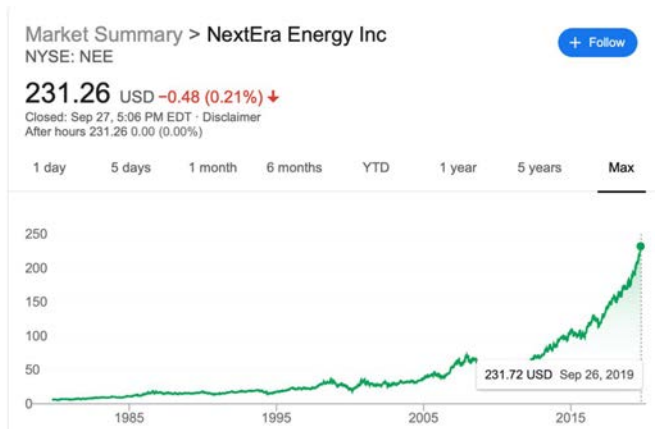 Market Summary > NextEra Energy Inc
NYSE: NEE
+ Follow
231.26 USD −0.48 (0.21%) ↓
Closed: Sep 27, 5:06 PM EDT · Disclaimer
After hours 231.26 0.00 (0.00%)
1 day 5 days 1 month 6 months YTD 1 year 5 years Max
250
200
150
100
50
0
231.72 USD Sep 26, 2019
1985 1995 2005 2015